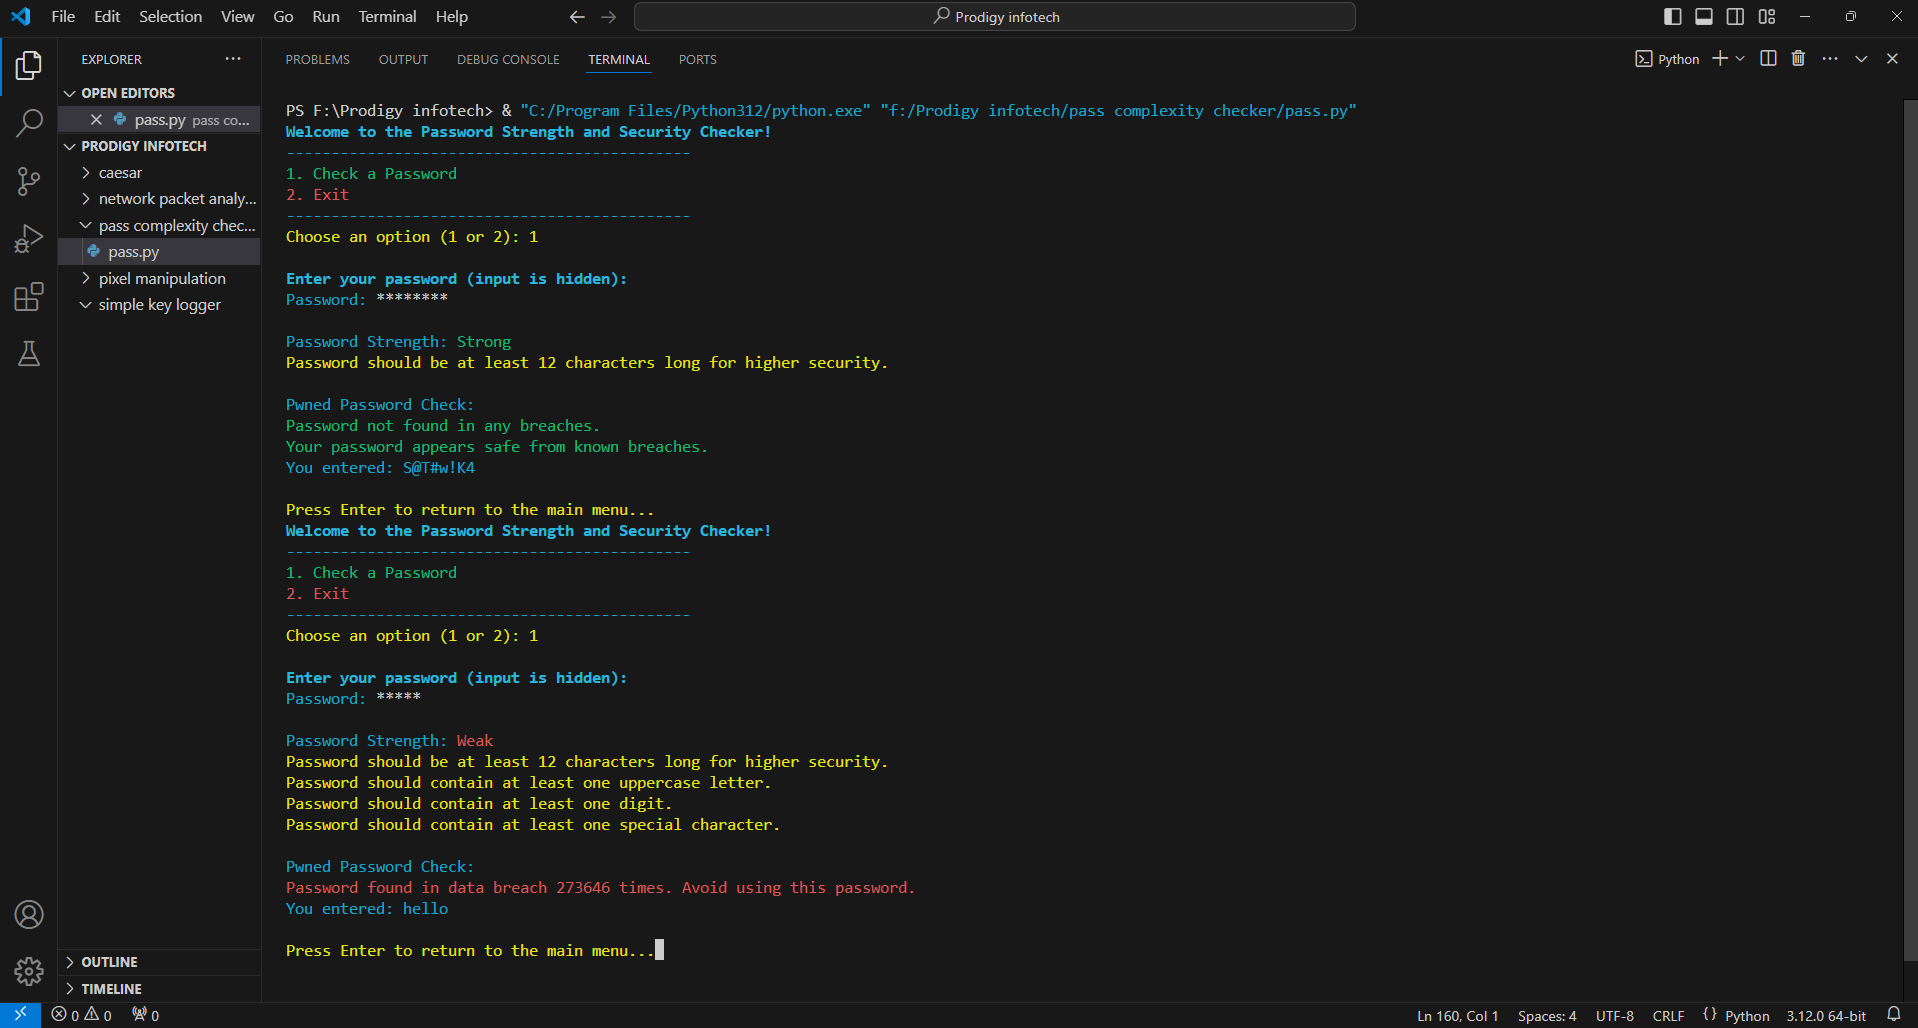 File Edit Selection View Go Run Terminal Help
Prodigy infotech
EXPLORER
OPEN EDITORS
pass.py pass co...
PRODIGY INFOTECH
caesar
network packet analy...
pass complexity chec...
pass.py
pixel manipulation
simple key logger
OUTLINE
TIMELINE
PROBLEMS OUTPUT DEBUG CONSOLE TERMINAL PORTS
Python
PS F:\Prodigy infotech> & "C:/Program Files/Python312/python.exe" "f:/Prodigy infotech/pass complexity checker/pass.py"
Welcome to the Password Strength and Security Checker!
---------------------------------------------
1. Check a Password
2. Exit
---------------------------------------------
Choose an option (1 or 2): 1
Enter your password (input is hidden):
Password: ********
Password Strength: Strong
Password should be at least 12 characters long for higher security.
Pwned Password Check:
Password not found in any breaches.
Your password appears safe from known breaches.
You entered: S@T#w!K4
Press Enter to return to the main menu...
Welcome to the Password Strength and Security Checker!
---------------------------------------------
1. Check a Password
2. Exit
---------------------------------------------
Choose an option (1 or 2): 1
Enter your password (input is hidden):
Password: *****
Password Strength: Weak
Password should be at least 12 characters long for higher security.
Password should contain at least one uppercase letter.
Password should contain at least one digit.
Password should contain at least one special character.
Pwned Password Check:
Password found in data breach 273646 times. Avoid using this password.
You entered: hello
Press Enter to return to the main menu...
0 0 0
Ln 160, Col 1 Spaces: 4 UTF-8 CRLF {} Python 3.12.0 64-bit